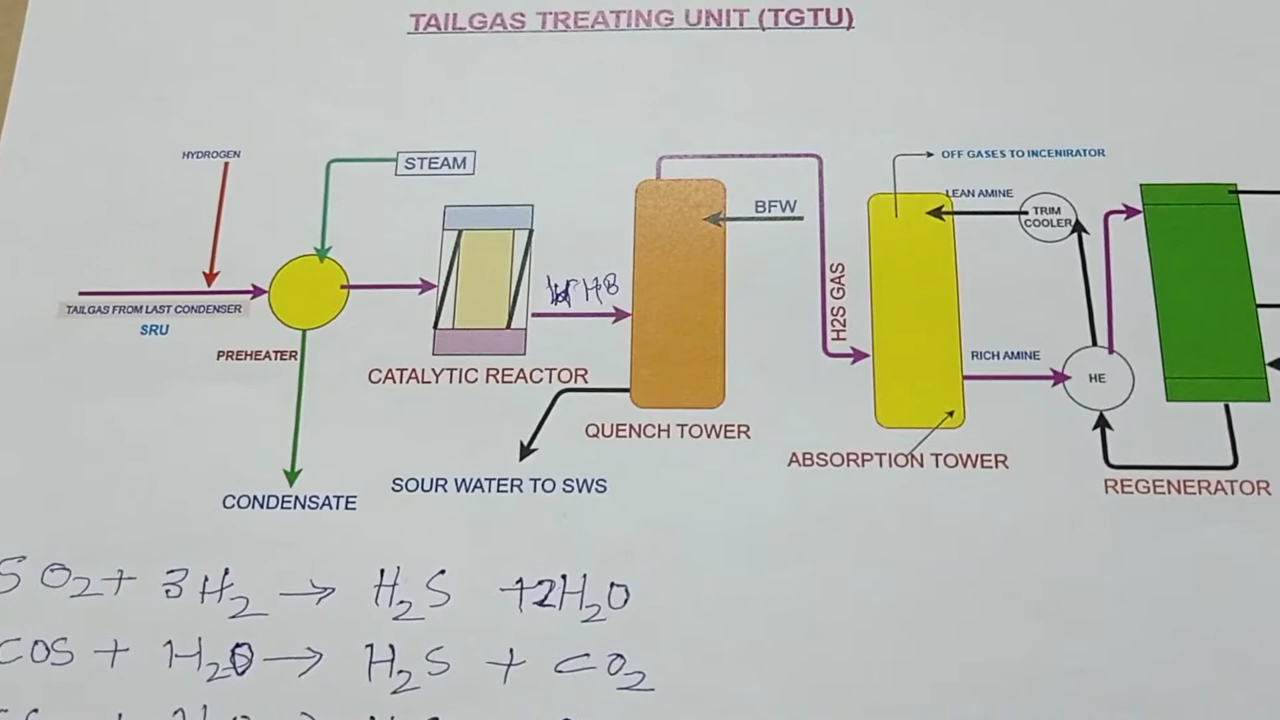 TAILGAS TREATING UNIT (TGTU)
HYDROGEN
STEAM
OFF GASES TO INCENIRATOR
LEAN AMINE
TRIM
COOLER
BFW
TAILGAS FROM LAST CONDENSER
SRU
PREHEATER
CATALYTIC REACTOR
H2S GAS
RICH AMINE
HE
QUENCH TOWER
ABSORPTION TOWER
SOUR WATER TO SWS
CONDENSATE
REGENERATOR
SO2 + 3H2 → H2S + 2H2O
COS + H2O → H2S + CO2